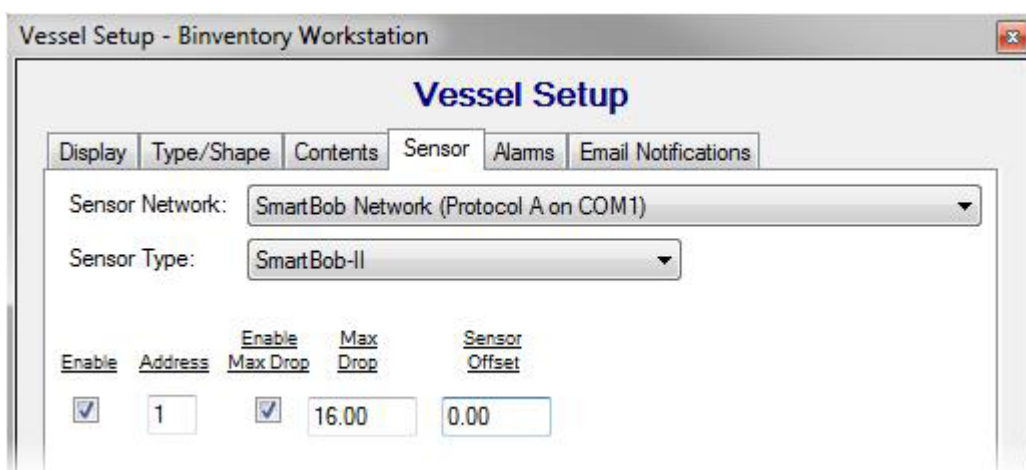 Vessel Setup - Binventory Workstation
Vessel Setup
Display Type/Shape Contents Sensor Alarms Email Notifications
Sensor Network: SmartBob Network (Protocol A on COM1)
Sensor Type: SmartBob-II
Enable Address Enable Max Drop Max Drop Sensor Offset
1 16.00 0.00